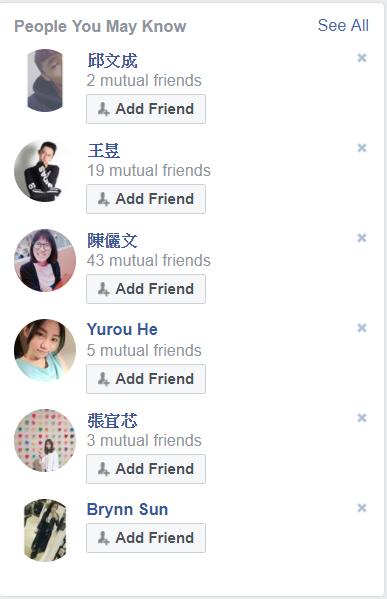 People You May Know
See All
邱文成
2 mutual friends
Add Friend
王昱
19 mutual friends
Add Friend
陳儷文
43 mutual friends
Add Friend
Yurou He
5 mutual friends
Add Friend
張宜芯
3 mutual friends
Add Friend
Brynn Sun
Add Friend